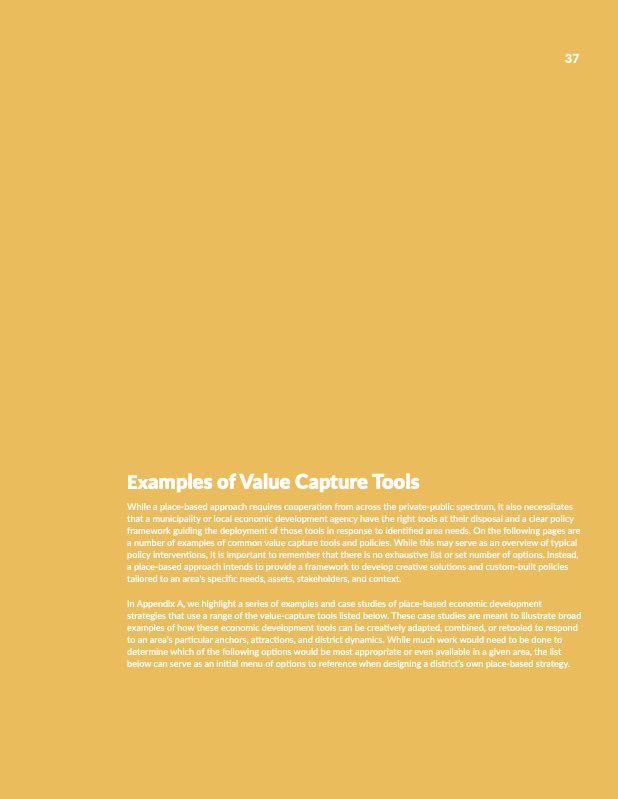 37
Examples of Value Capture Tools
While a place-based approach requires cooperation from across the private-public spectrum, it also necessitates
that a municipality or local economic development agency have the right tools at their disposal and a clear policy
framework guiding the deployment of those tools in response to identified area needs. On the following pages are
a number of examples of common value capture tools and policies. While this may serve as an overview of typical
policy interventions, it is important to remember that there is no exhaustive list or set number of options. Instead,
a place-based approach intends to provide a framework to develop creative solutions and custom-built policies
tailored to an area's specific needs, assets, stakeholders, and context.
In Appendix A, we highlight a series of examples and case studies of place-based economic development
strategies that use a range of the value-capture tools listed below. These case studies are meant to illustrate broad
examples of how these economic development tools can be creatively adapted, combined, or retooled to respond
to an area's particular anchors, attractions, and district dynamics. While much work would need to be done to
determine which of the following options would be most appropriate or even available in a given area, the list
below can serve as an initial menu of options to reference when designing a district's own place-based strategy.